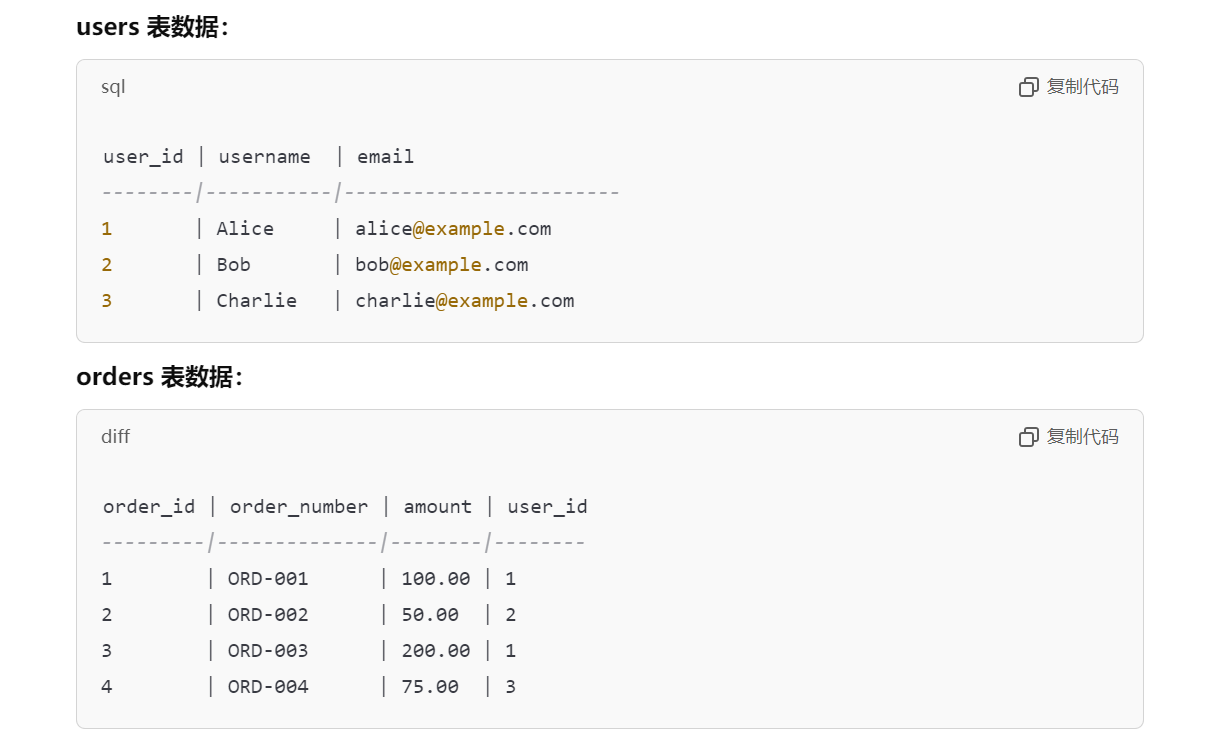 users 表数据：
sql
复制代码
user_id | username  | email
--------|-----------|------------------------
1       | Alice     | alice@example.com
2       | Bob       | bob@example.com
3       | Charlie   | charlie@example.com
orders 表数据：
diff
复制代码
order_id | order_number | amount | user_id
---------|--------------|--------|--------
1        | ORD-001      | 100.00 | 1
2        | ORD-002      | 50.00  | 2
3        | ORD-003      | 200.00 | 1
4        | ORD-004      | 75.00  | 3